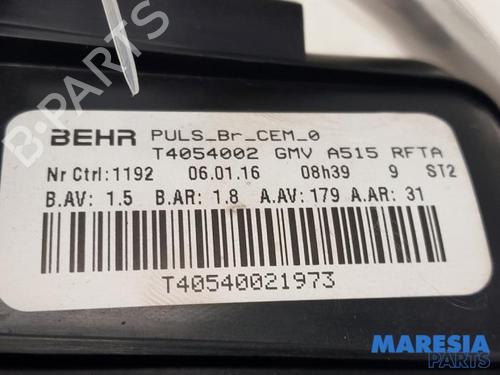 BEHR PULS_Br_CEM_0
T4054002 GMV A515 RFTA
Nr Ctrl:1192 06.01.16 08h39 9 ST2
B.AV: 1.5 B.AR: 1.8 A.AV: 179 A.AR: 31
T40540021973
B-PARTS
MARESIA
PARTS